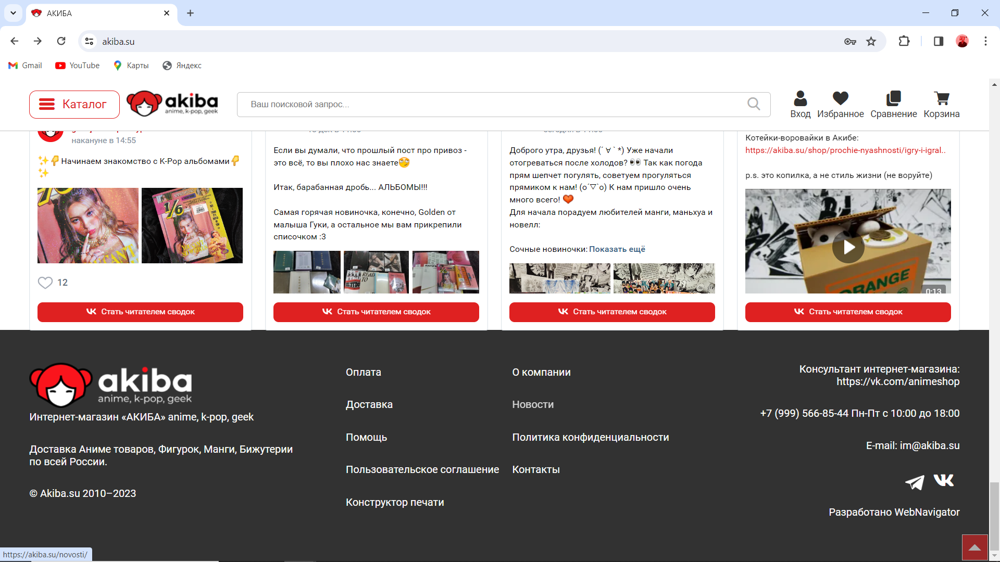 АКИБА
akiba.su
Gmail
YouTube
Карты
Яндекс
Каталог
akiba
anime, k-pop, geek
Ваш поисковой запрос...
Вход
Избранное
Сравнение
Корзина
накануне в 14:55
✨👇Начинаем знакомство с K-Pop альбомами👇
✨
12
Стать читателем сводок
Если вы думали, что прошлый пост про привоз -
это всё, то вы плохо нас знаете
Итак, барабанная дробь... АЛЬБОМЫ!!!
Самая горячая новиночка, конечно, Golden от
малыша Гуки, а остальное мы вам прикрепили
списочком :3
Стать читателем сводок
Доброго утра, друзья! (´ ∀ ` *) Уже начали
отогреваться после холодов? 👀 Так как погода
прям шепчет погулять, советуем прогуляться
прямиком к нам! (o´▽`o) К нам пришло очень
много всего! ❤
Для начала порадуем любителей манги, маньхуа и
новелл:
Сочные новиночки: Показать ещё
Стать читателем сводок
Котейки-воровайки в Акибе:
https://akiba.su/shop/prochie-nyashnosti/igry-i-igral..
p.s. это копилка, а не стиль жизни (не воруйте)
ORANGE
0:13
Стать читателем сводок
akiba
anime, k-pop, geek
Интернет-магазин «АКИБА» anime, k-pop, geek
Доставка Аниме товаров, Фигурок, Манги, Бижутерии
по всей России.
© Akiba.su 2010–2023
Оплата
Доставка
Помощь
Пользовательское соглашение
Конструктор печати
О компании
Новости
Политика конфиденциальности
Контакты
Консультант интернет-магазина:
https://vk.com/animeshop
+7 (999) 566-85-44 Пн-Пт с 10:00 до 18:00
E-mail: im@akiba.su
Разработано WebNavigator
https://akiba.su/novosti/